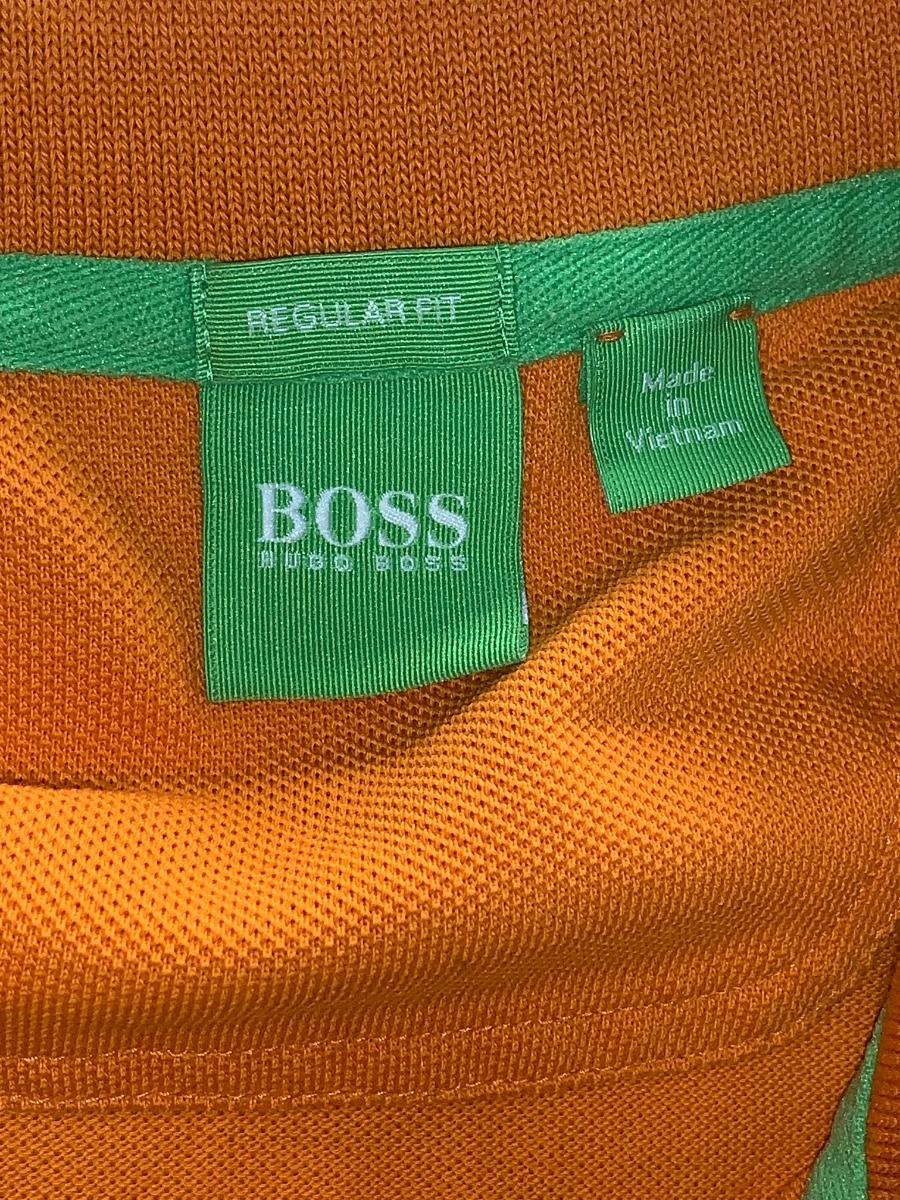 REGULAR FIT
BOSS
HUGO BOSS
Made
in
Vietnam